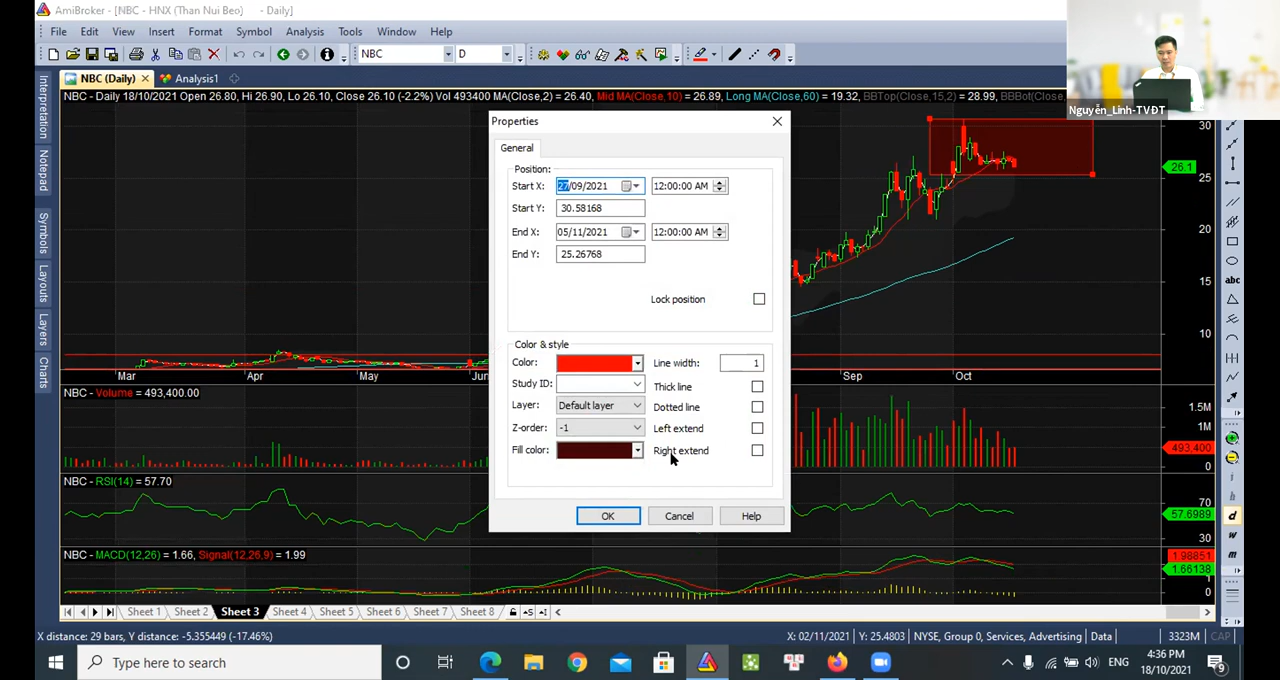 AmiBroker - [NBC - HNX (Than Nui Beo) - Daily]
File Edit View Insert Format Symbol Analysis Tools Window Help
NBC D
NBC (Daily) Analysis1
NBC - Daily 18/10/2021 Open 26.80, Hi 26.90, Lo 26.10, Close 26.10 (-2.2%) Vol 493400 MA(Close,2) = 26.40, Mid MA(Close,10) = 26.89, Long MA(Close,60) = 19.32, BBTop(Close,15,2) = 28.99, BBBot(Close,
Nguyễn_Linh-TVĐT
Interpretation
Notepad
Symbols
Layouts
Layers
Charts
Properties
General
Position:
Start X: 27/09/2021 12:00:00 AM
Start Y: 30.58168
End X: 05/11/2021 12:00:00 AM
End Y: 25.26768
Lock position
Color & style
Color: Line width: 1
Study ID: Thick line
Layer: Default layer Dotted line
Z-order: -1 Left extend
Fill color: Right extend
OK Cancel Help
30
26.1
25
20
15
10
abc
Mar Apr May Jun Sep Oct
NBC - Volume = 493,400.00
1.5M
1M
493,400
0
NBC - RSI(14) = 57.70
70
57.6989
30
NBC - MACD(12,26) = 1.66, Signal(12,26,9) = 1.99
1.98851
1.66138
1
0
i
h
d
w
m
Sheet 1 Sheet 2 Sheet 3 Sheet 4 Sheet 5 Sheet 6 Sheet 7 Sheet 8
X distance: 29 bars, Y distance: -5.355449 (-17.46%) X: 02/11/2021 Y: 25.4803 NYSE, Group 0, Services, Advertising Data 3323M CAP
Type here to search
ENG
4:36 PM
18/10/2021
9